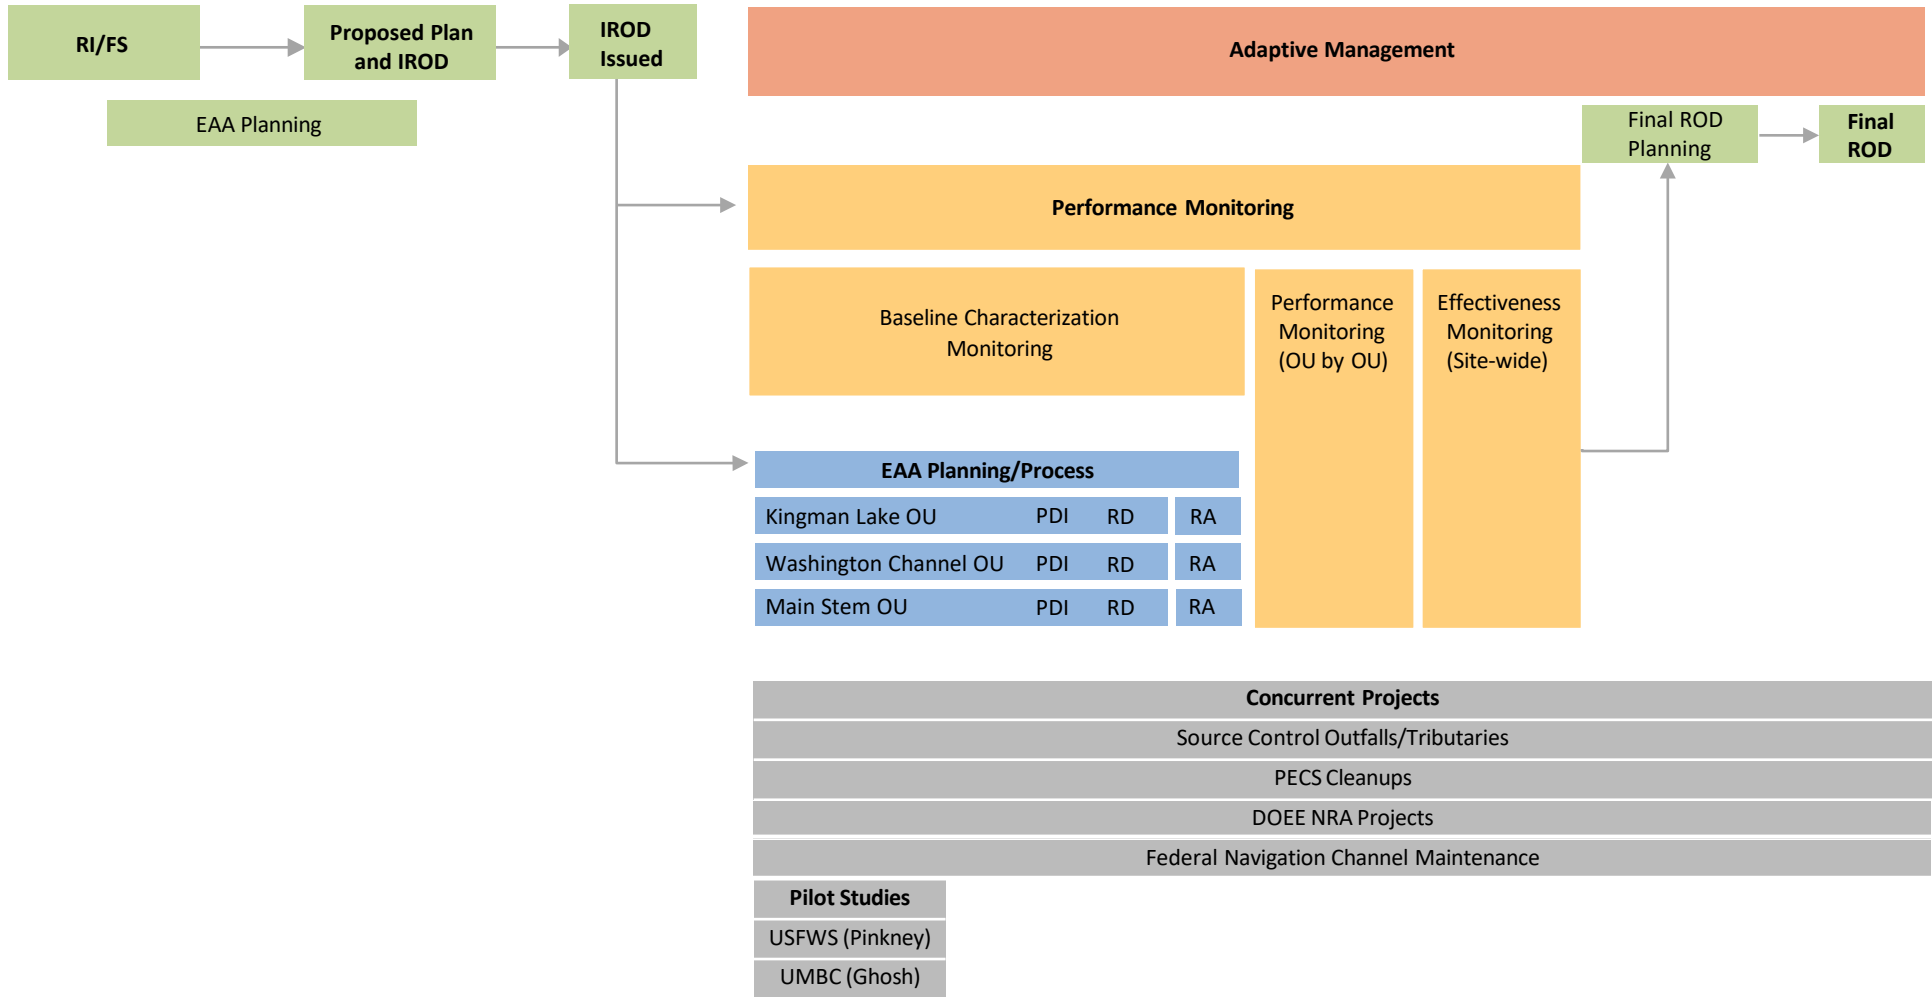 RI/FS
Proposed Plan
and IROD
IROD
Issued
Adaptive Management
EAA Planning
Final ROD
Planning
Final
ROD
Performance Monitoring
Baseline Characterization
Monitoring
Performance
Monitoring
(OU by OU)
Effectiveness
Monitoring
(Site-wide)
EAA Planning/Process
Kingman Lake OU PDI RD RA
Washington Channel OU PDI RD RA
Main Stem OU PDI RD RA
Concurrent Projects
Source Control Outfalls/Tributaries
PECS Cleanups
DOEE NRA Projects
Federal Navigation Channel Maintenance
Pilot Studies
USFWS (Pinkney)
UMBC (Ghosh)